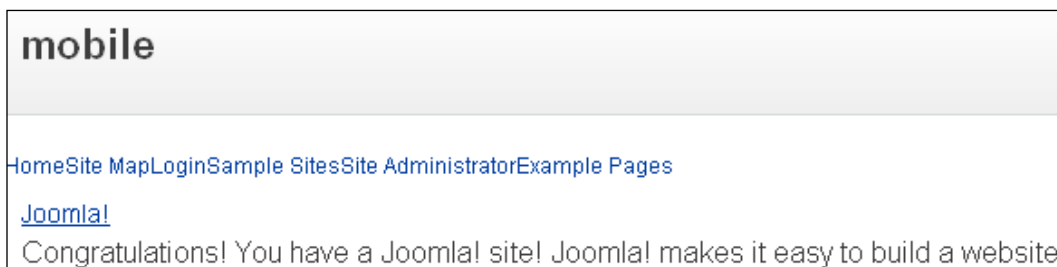 mobile
HomeSite MapLoginSample SitesSite AdministratorExample Pages
Joomla!
Congratulations! You have a Joomla! site! Joomla! makes it easy to build a website